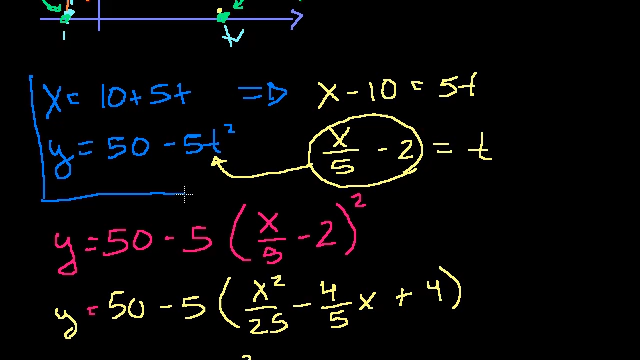 x = 10 + 5t ⇒ x - 10 = 5t
y = 50 - 5t² x/5 - 2 = t
y = 50 - 5 (x/5 - 2)²
y = 50 - 5 (x²/25 - 4/5 x + 4)